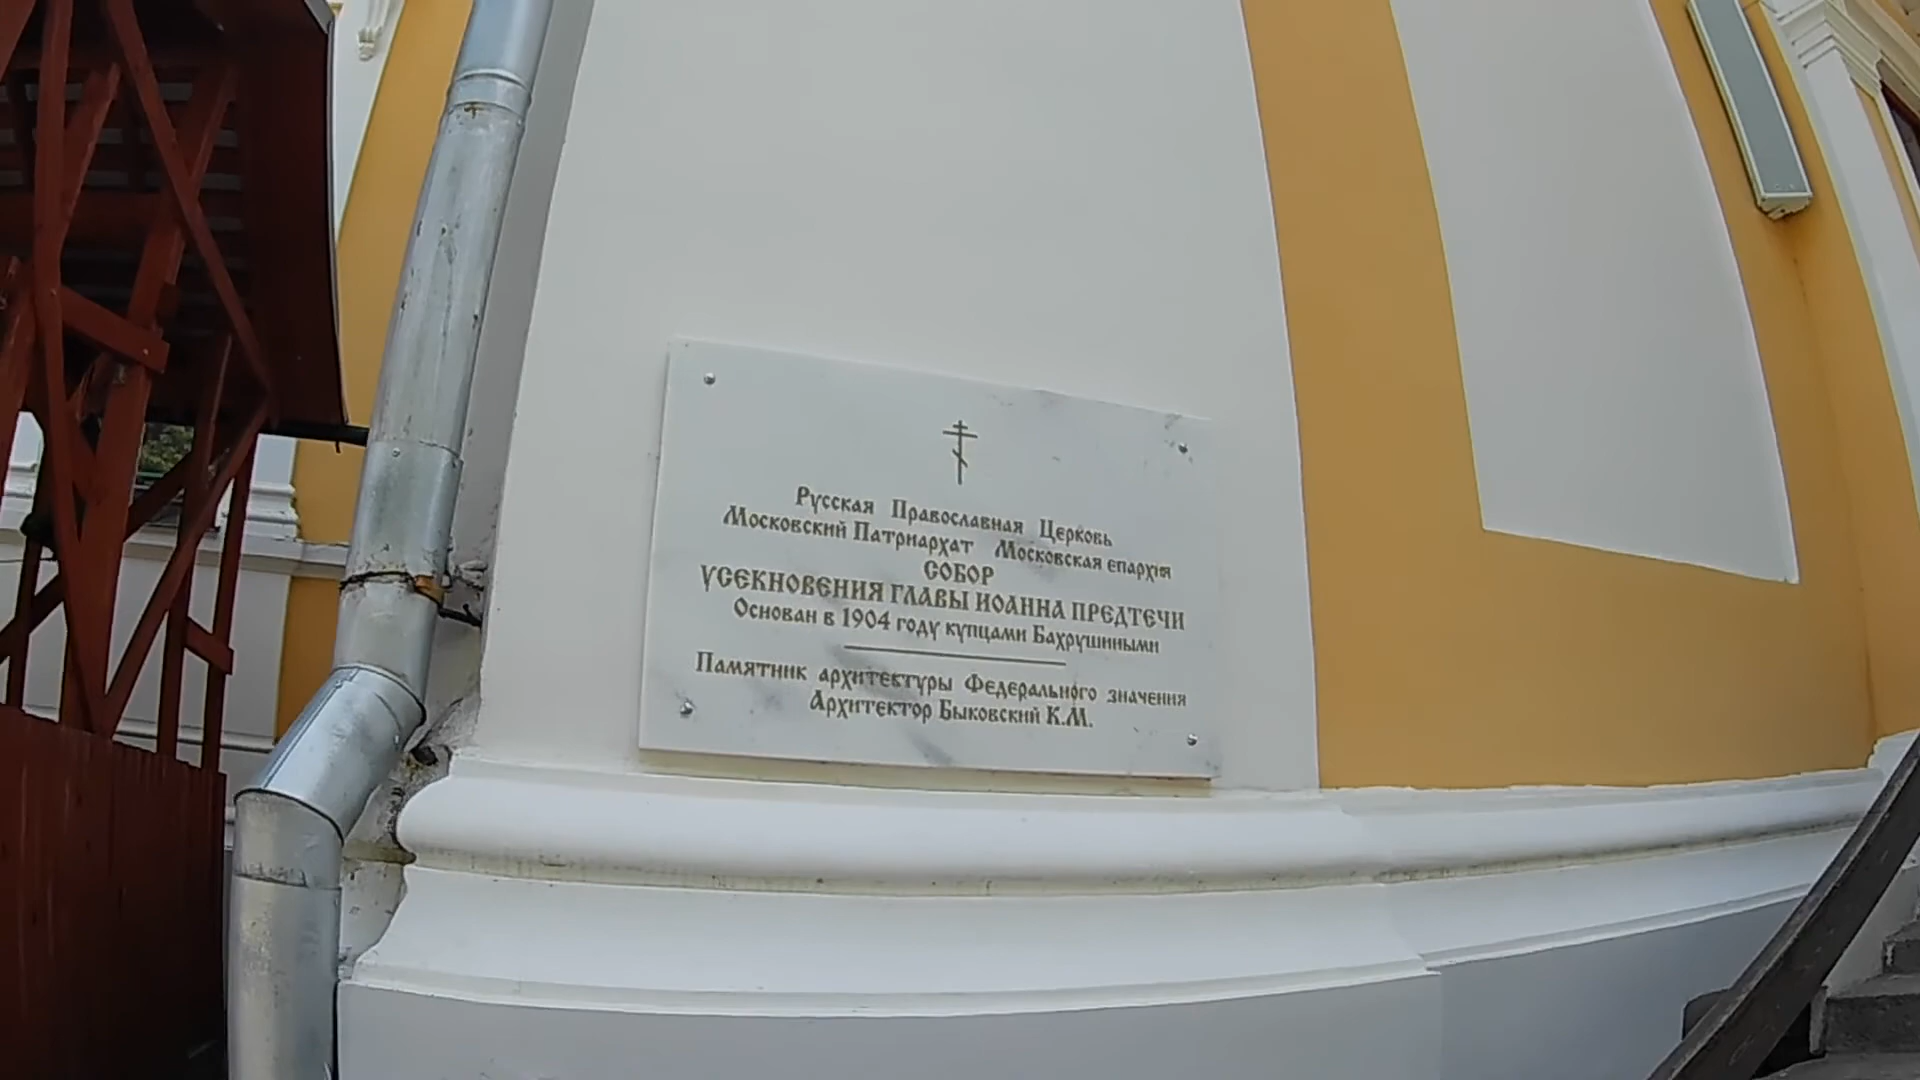 Русская Православная Церковь
Московский Патриархат Московская епархия
СОБОР
УСЕКНОВЕНИЯ ГЛАВЫ ИОАННА ПРЕДТЕЧИ
Основан в 1904 году купцами Бахрушиными
Памятник архитектуры Федерального значения
Архитектор Быковский К.М.